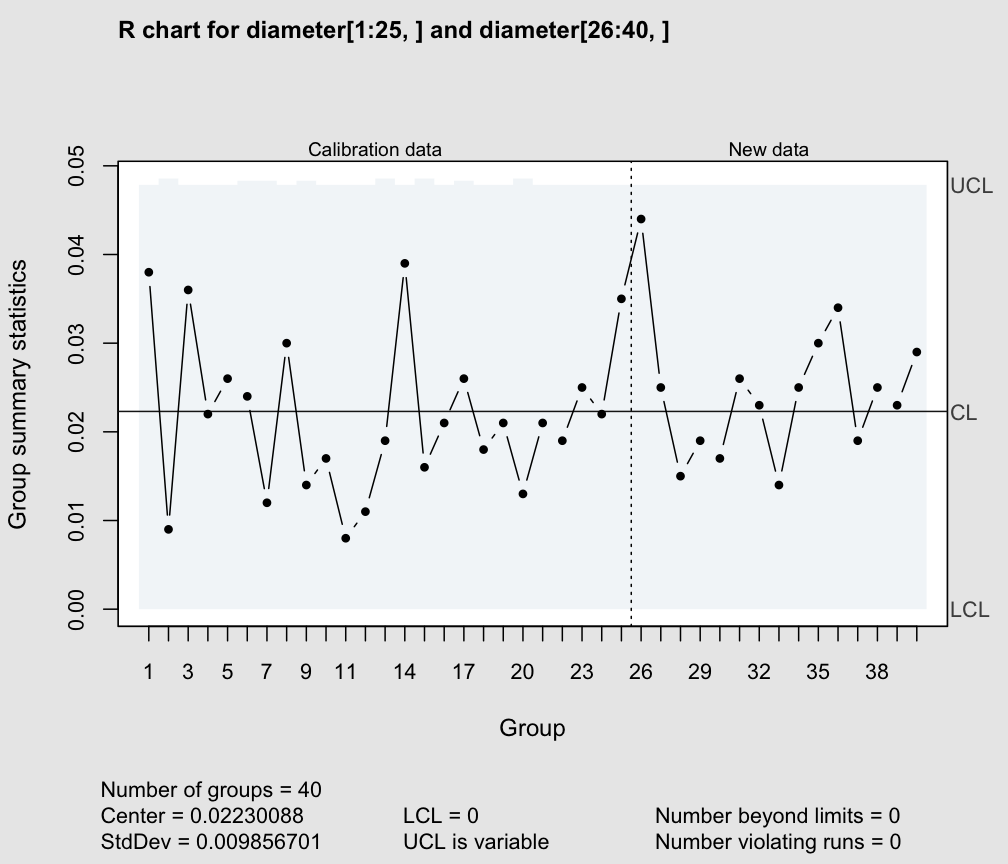 R chart for diameter[1:25, ] and diameter[26:40, ]
Calibration data New data
0.05
0.04
0.03
0.02
0.01
0.00
Group summary statistics
UCL
CL
LCL
1 3 5 7 9 11 14 17 20 23 26 29 32 35 38
Group
Number of groups = 40
Center = 0.02230088 LCL = 0 Number beyond limits = 0
StdDev = 0.009856701 UCL is variable Number violating runs = 0